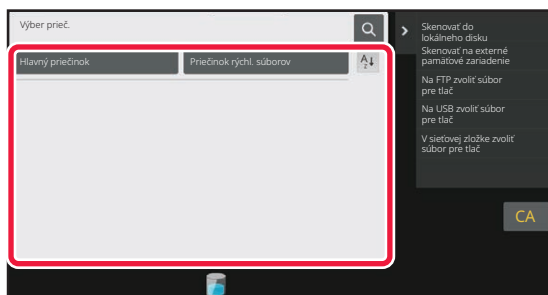 Výber prieč.
Hlavný priečinok
Priečinok rýchl. súborov
A
Z
Skenovať do
lokálneho disku
Skenovať na externé
pamäťové zariadenie
Na FTP zvoliť súbor
pre tlač
Na USB zvoliť súbor
pre tlač
V sieťovej zložke zvoliť
súbor pre tlač
CA